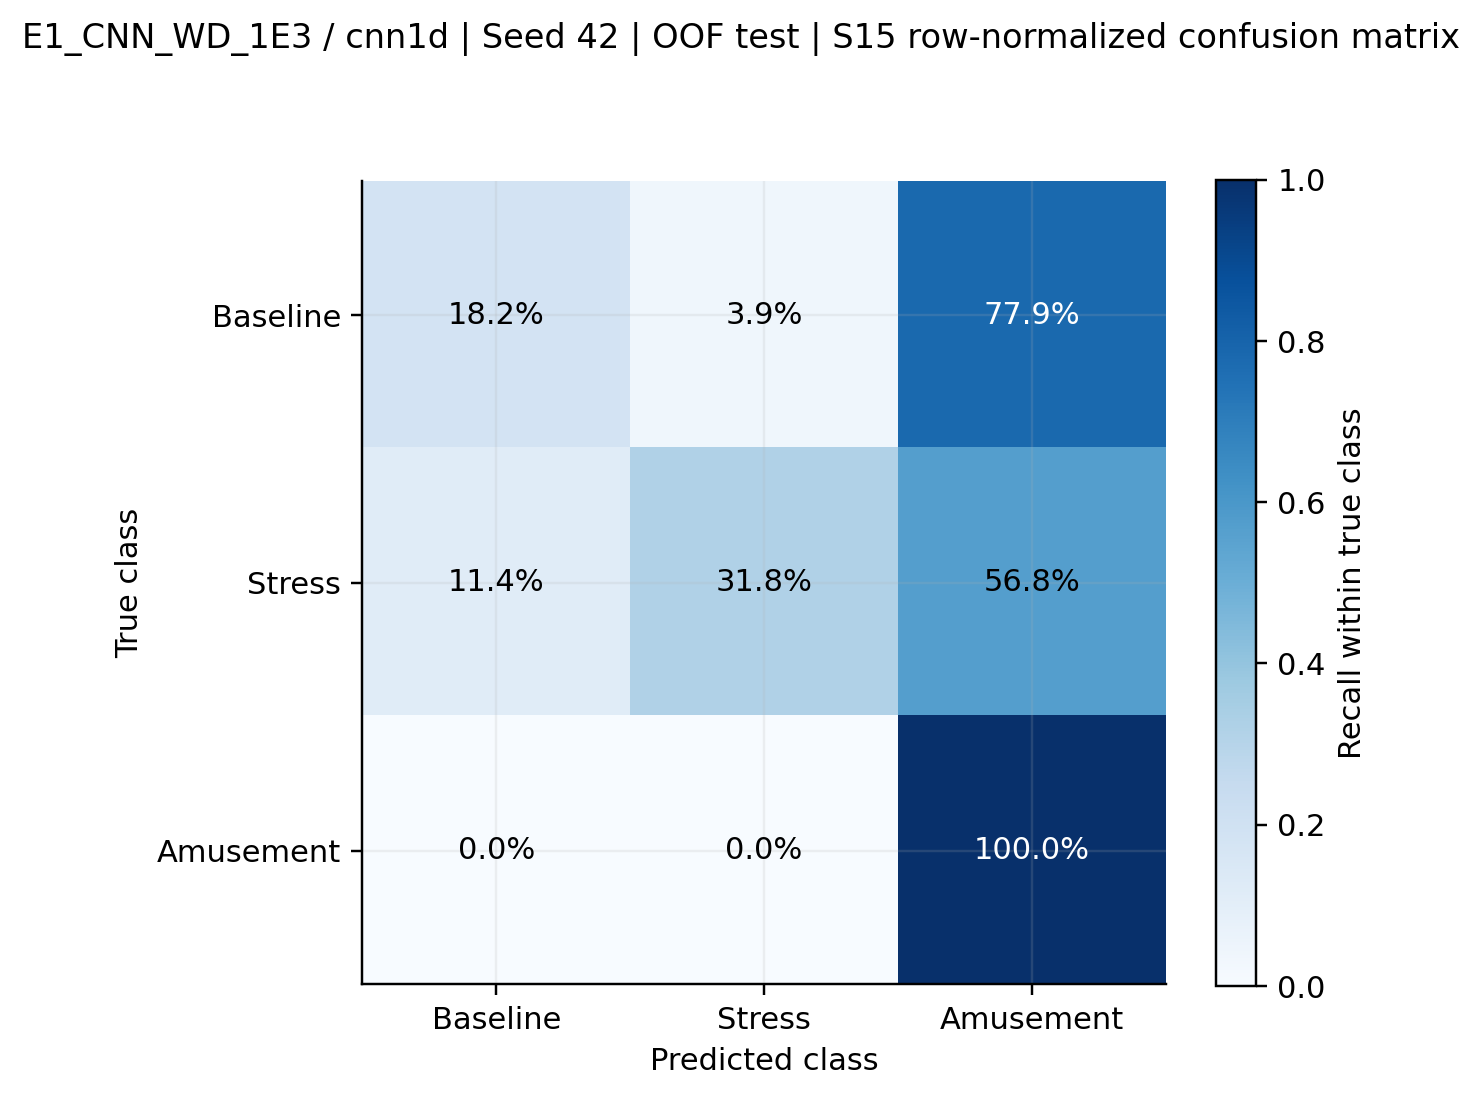 E1_CNN_WD_1E3 / cnn1d | Seed 42 | OOF test | S15 row-normalized confusion matrix
1.0
Baseline
18.2%
3.9%
77.9%
0.8
0.6
True class
Stress
11.4%
31.8%
56.8%
Recall within true class
0.4
0.2
Amusement
0.0%
0.0%
100.0%
0.0
Baseline
Stress
Amusement
Predicted class